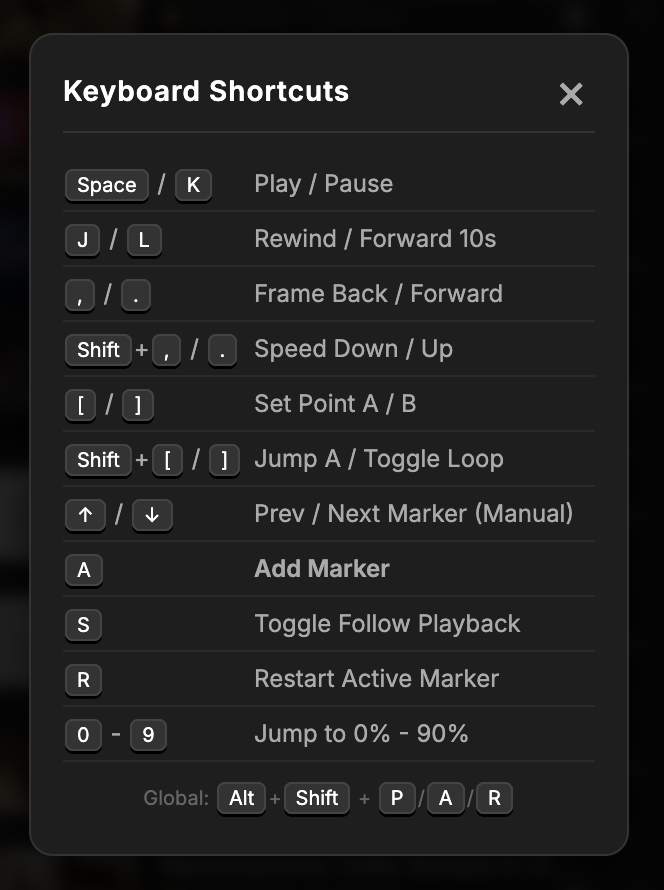 Keyboard Shortcuts ×
Space / K Play / Pause
J / L Rewind / Forward 10s
, / . Frame Back / Forward
Shift + , / . Speed Down / Up
[ / ] Set Point A / B
Shift + [ / ] Jump A / Toggle Loop
↑ / ↓ Prev / Next Marker (Manual)
A Add Marker
S Toggle Follow Playback
R Restart Active Marker
0 - 9 Jump to 0% - 90%
Global: Alt + Shift + P / A / R